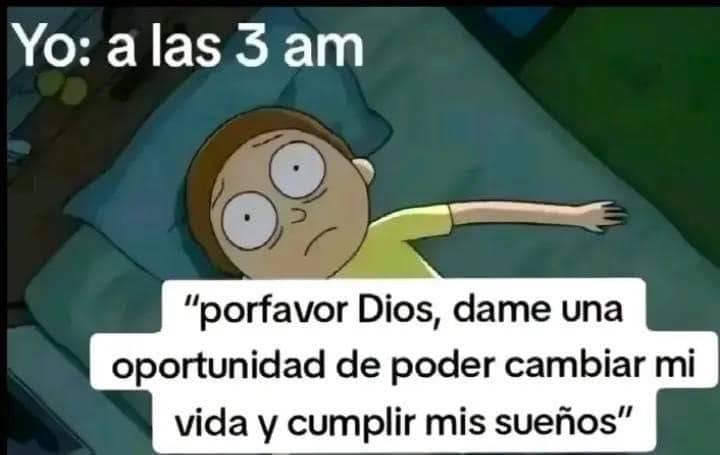 Yo: a las 3 am
“porfavor Dios, dame una
oportunidad de poder cambiar mi
vida y cumplir mis sueños”